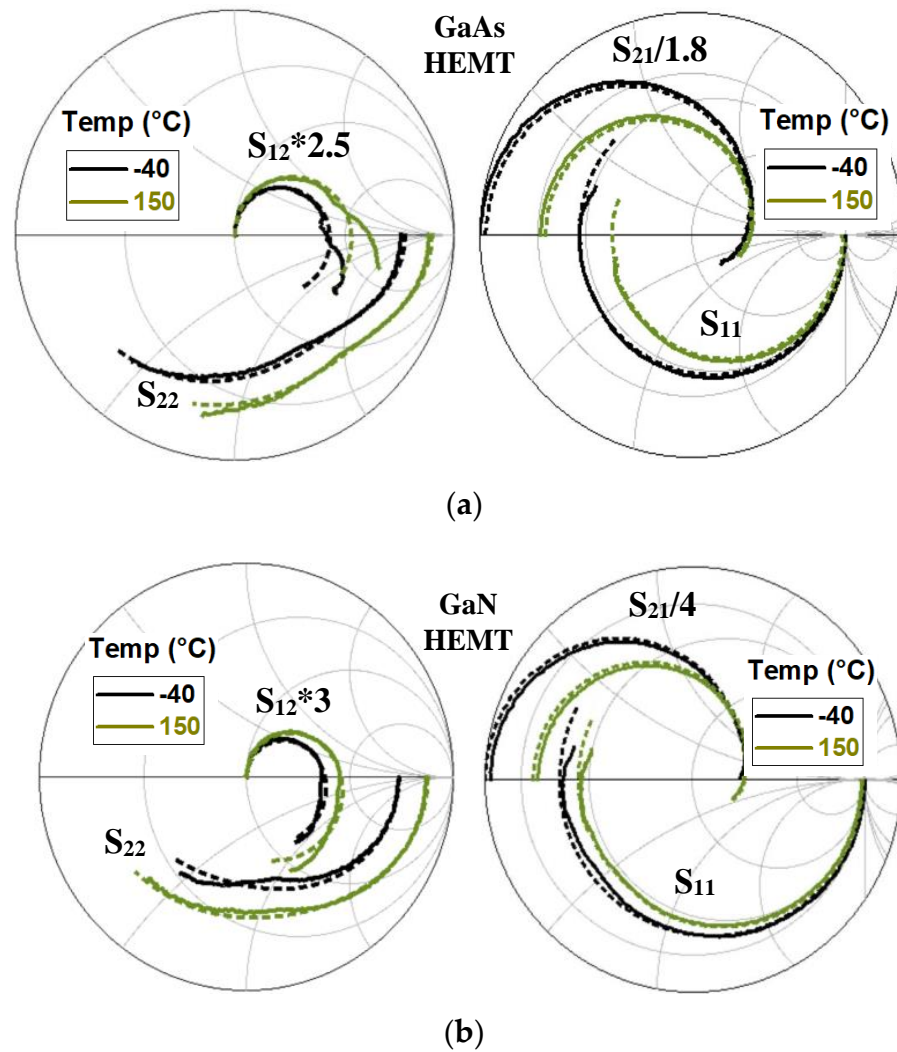 GaAs
HEMT
S₂₁/1.8
Temp (°C)
-40
150
S₁₂*2.5
Temp (°C)
-40
150
S₂₂
S₁₁
(a)
GaN
HEMT
S₂₁/4
Temp (°C)
-40
150
S₁₂*3
Temp (°C)
-40
150
S₂₂
S₁₁
(b)